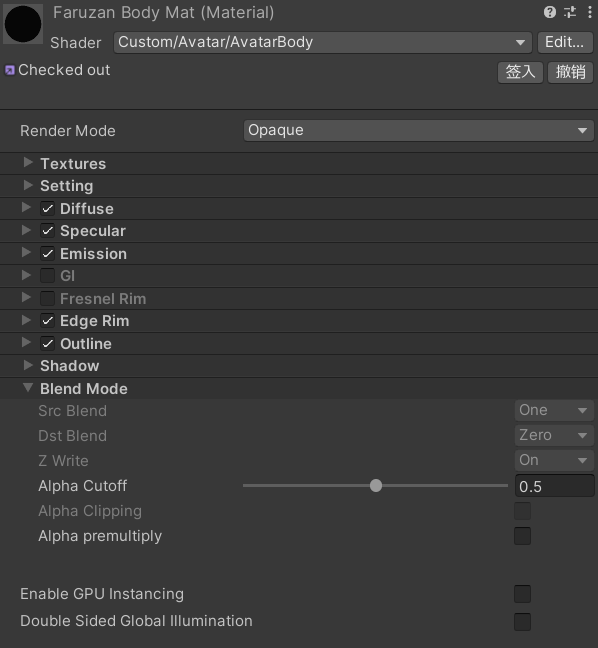 Faruzan Body Mat (Material)
Shader Custom/Avatar/AvatarBody Edit...
Checked out 签入 撤销
Render Mode Opaque
Textures
Setting
Diffuse
Specular
Emission
GI
Fresnel Rim
Edge Rim
Outline
Shadow
Blend Mode
Src Blend One
Dst Blend Zero
Z Write On
Alpha Cutoff 0.5
Alpha Clipping
Alpha premultiply
Enable GPU Instancing
Double Sided Global Illumination